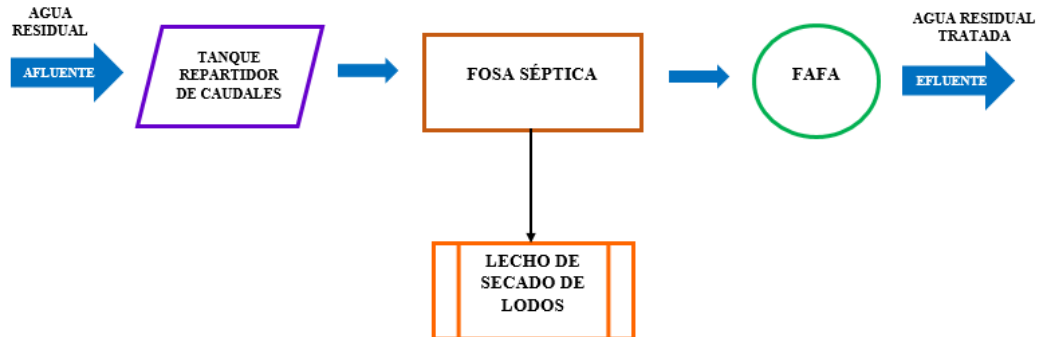 AGUA
RESIDUAL
AFLUENTE
TANQUE
REPARTIDOR
DE CAUDALES
FOSA SÉPTICA
FAFA
AGUA RESIDUAL
TRATADA
EFLUENTE
LECHO DE
SECADO DE
LODOS